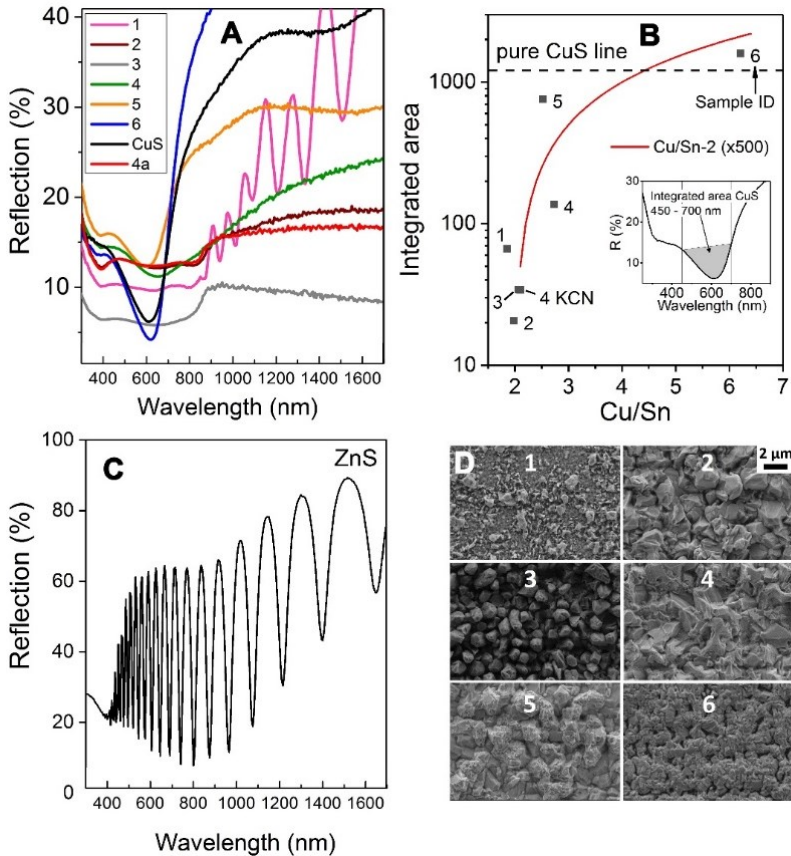 A
1
2
3
4
5
6
CuS
4a
40
30
20
10
Reflection (%)
400 600 800 1000 1200 1400 1600
Wavelength (nm)
B
pure CuS line
6
Sample ID
5
Cu/Sn-2 (x500)
4
1
3
4 KCN
2
1000
100
10
Integrated area
2 3 4 5 6 7
Cu/Sn
Integrated area CuS
450 - 700 nm
30
20
10
R (%)
400 600 800
Wavelength (nm)
C
ZnS
100
80
60
40
20
0
Reflection (%)
400 600 800 1000 1200 1400 1600
Wavelength (nm)
D
2 µm
1
2
3
4
5
6